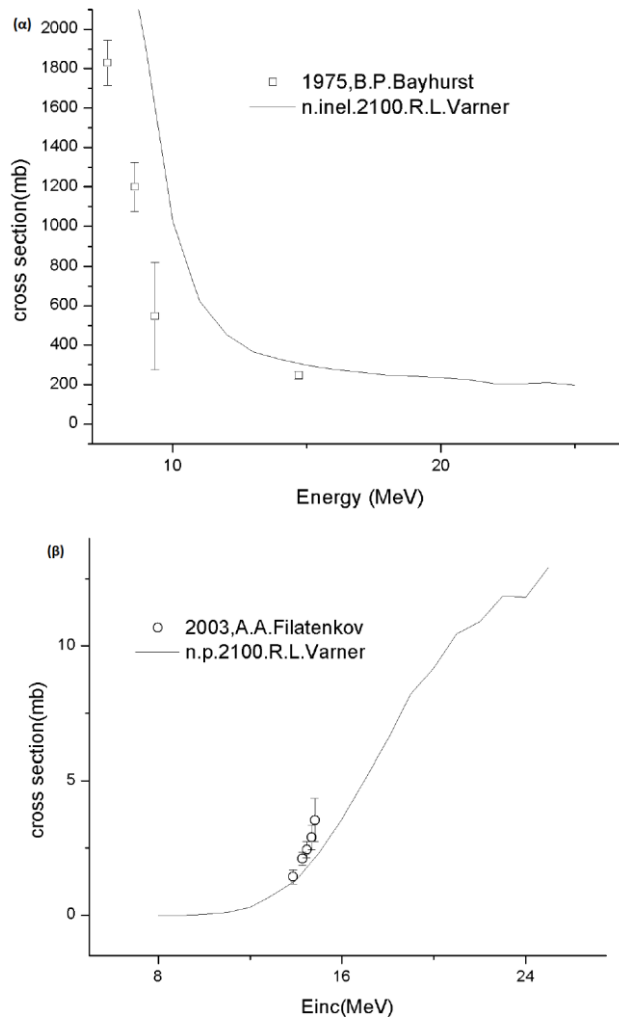 (α)
2000
1800
1600
1400
1200
1000
800
600
400
200
0
cross section(mb)
1975,B.P.Bayhurst
n.inel.2100.R.L.Varner
10
20
Energy (MeV)
(β)
10
5
0
cross section(mb)
2003,A.A.Filatenkov
n.p.2100.R.L.Varner
8
16
24
Einc(MeV)